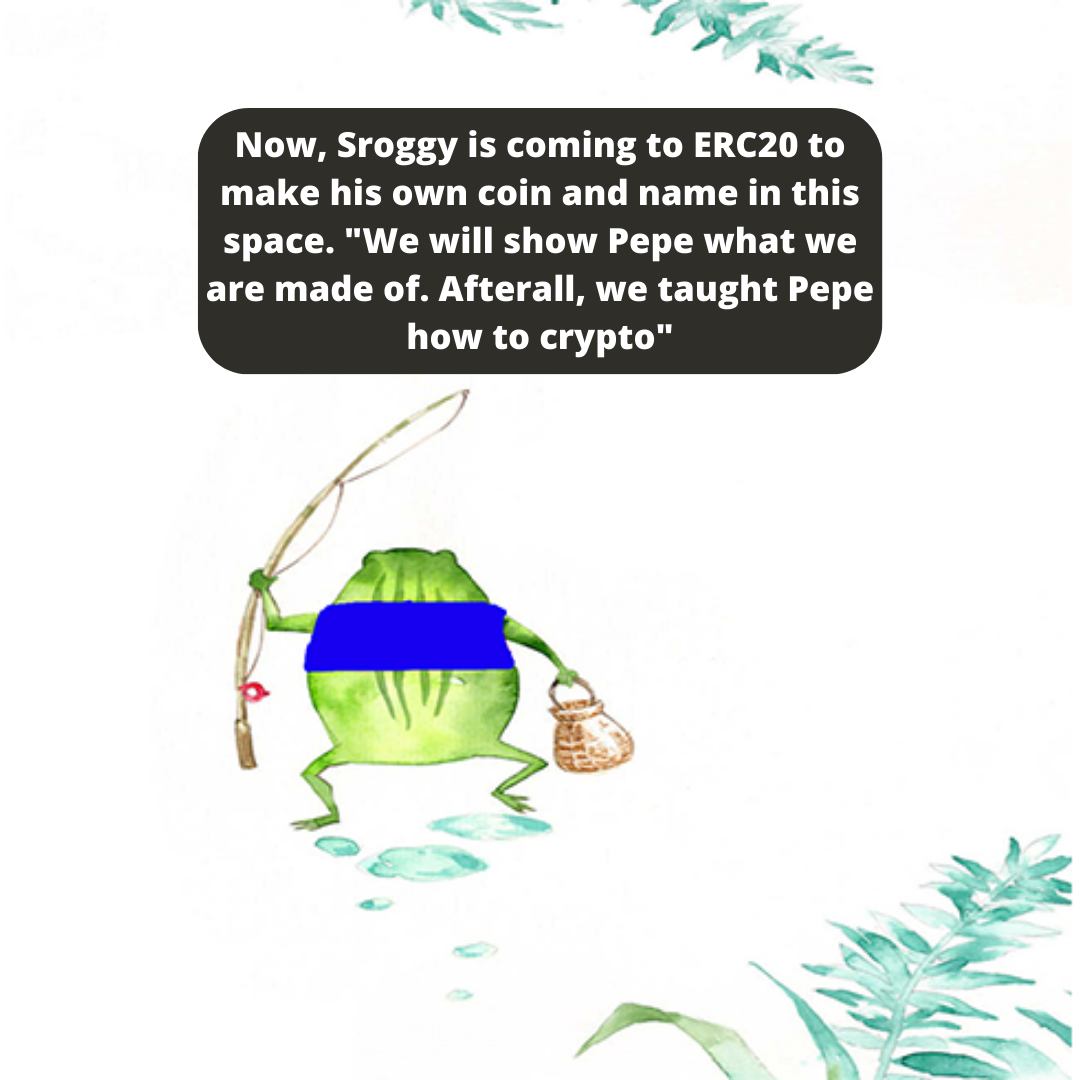 Now, Sroggy is coming to ERC20 to
make his own coin and name in this
space. "We will show Pepe what we
are made of. Afterall, we taught Pepe
how to crypto"